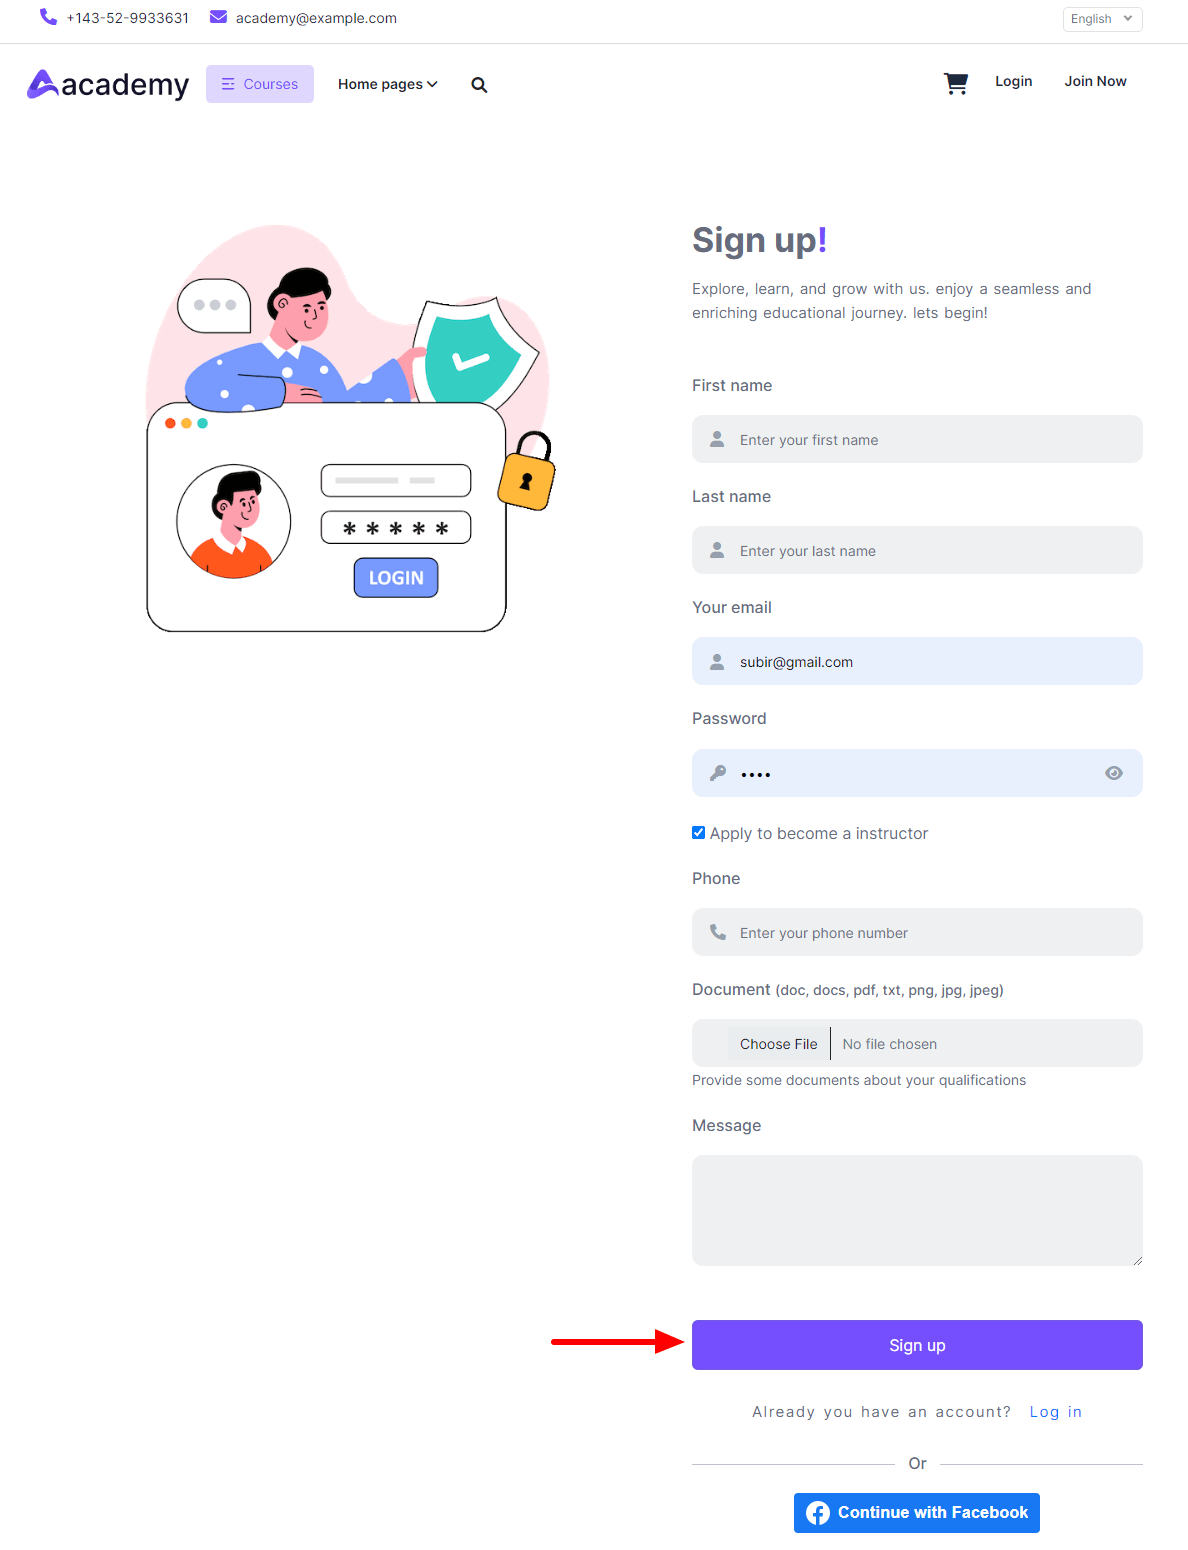 +143-52-9933631 academy@example.com English
academy Courses Home pages Login Join Now
Sign up!
Explore, learn, and grow with us. enjoy a seamless and
enriching educational journey. lets begin!
First name
Enter your first name
Last name
Enter your last name
LOGIN
Your email
subir@gmail.com
Password
Apply to become a instructor
Phone
Enter your phone number
Document (doc, docs, pdf, txt, png, jpg, jpeg)
Choose File No file chosen
Provide some documents about your qualifications
Message
Sign up
Already you have an account? Log in
Or
Continue with Facebook